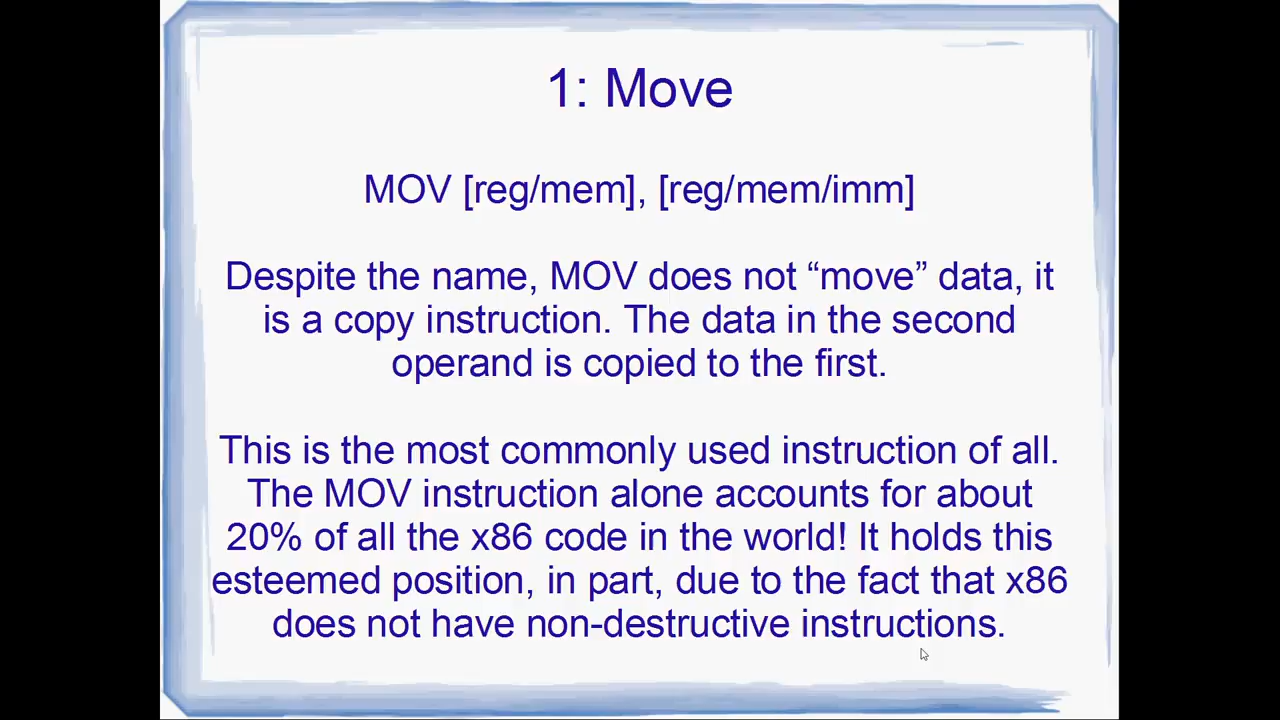 1: Move
MOV [reg/mem], [reg/mem/imm]
Despite the name, MOV does not “move” data, it
is a copy instruction. The data in the second
operand is copied to the first.
This is the most commonly used instruction of all.
The MOV instruction alone accounts for about
20% of all the x86 code in the world! It holds this
esteemed position, in part, due to the fact that x86
does not have non-destructive instructions.